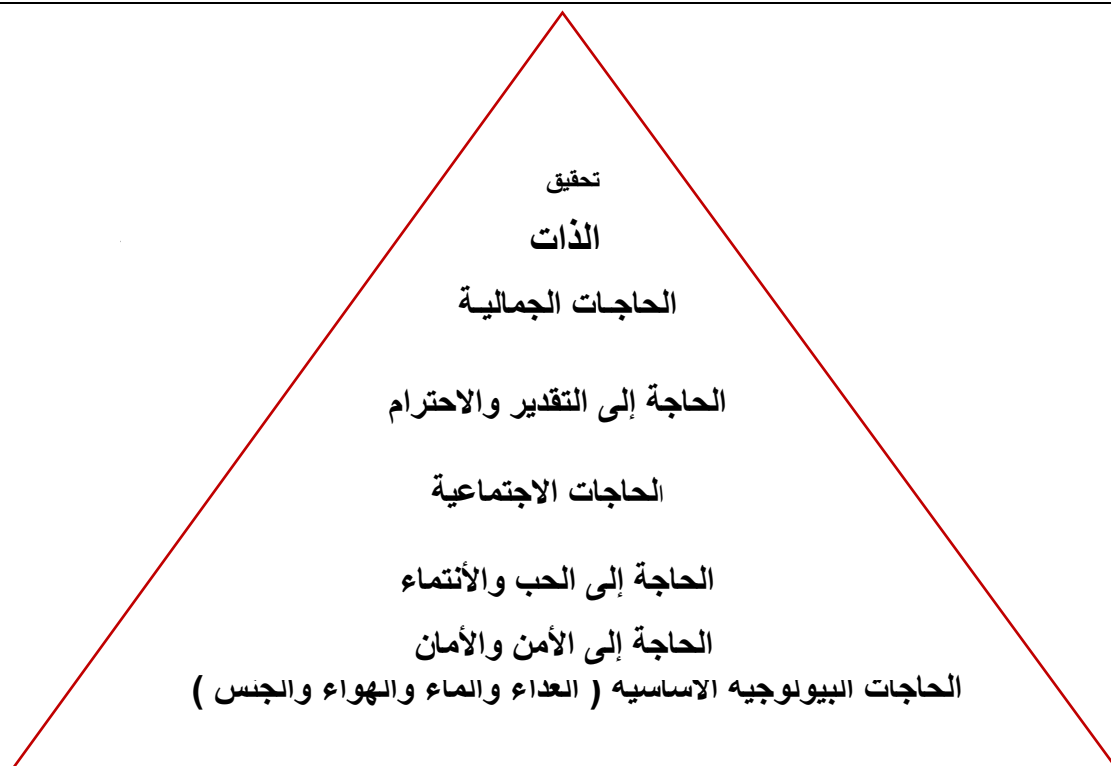 تحقيق
الذات
الحاجـات الجماليـة
الحاجة إلى التقدير والاحترام
الحاجات الاجتماعية
الحاجة إلى الحب والأنتماء
الحاجة إلى الأمن والأمان
الحاجات البيولوجيه الاساسيه ( الغداء والماء والهواء والجنس )